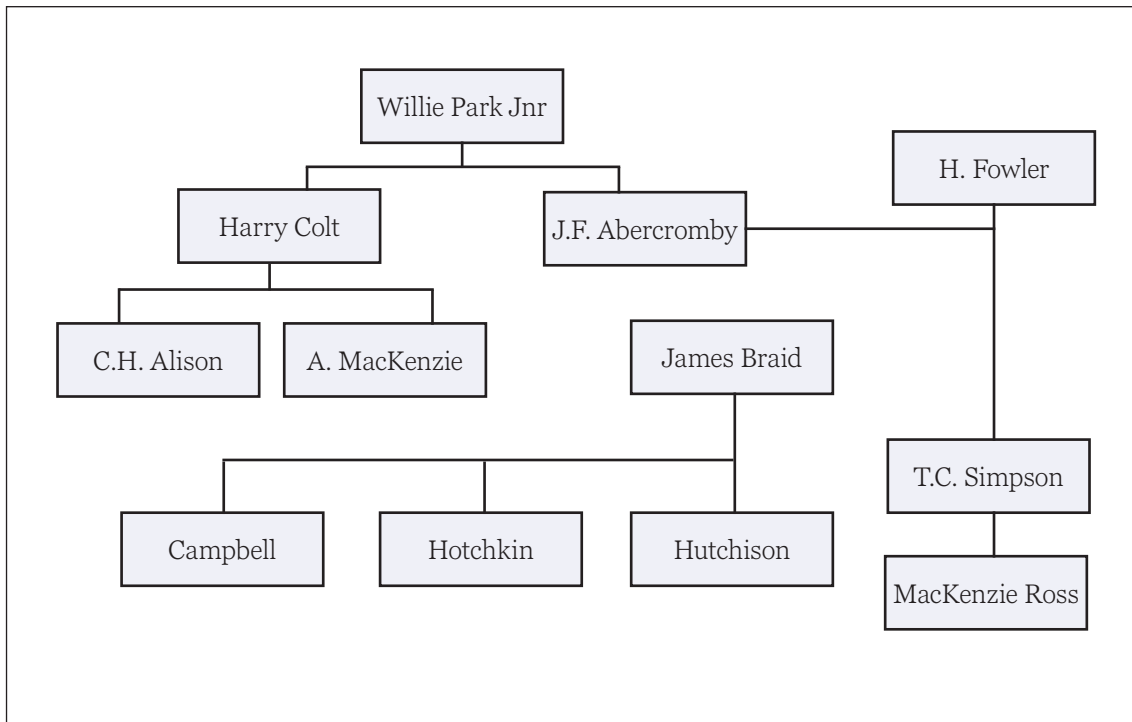 Willie Park Jnr
H. Fowler
Harry Colt
J.F. Abercromby
C.H. Alison
A. MacKenzie
James Braid
T.C. Simpson
Campbell
Hotchkin
Hutchison
MacKenzie Ross